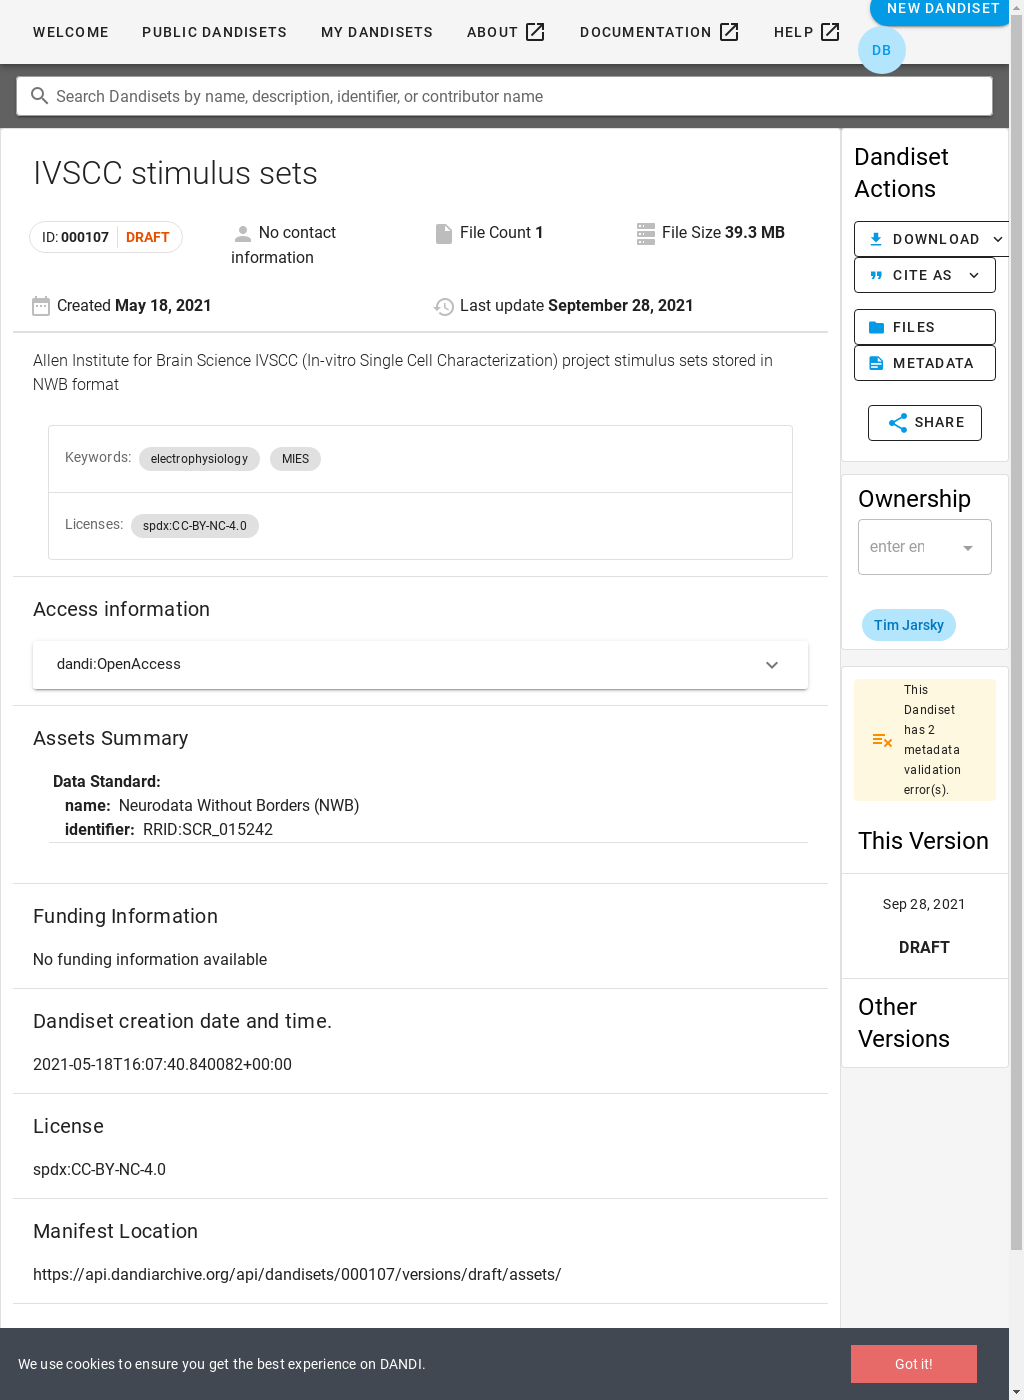 WELCOME PUBLIC DANDISETS MY DANDISETS ABOUT DOCUMENTATION HELP NEW DANDISET
DB
Search Dandisets by name, description, identifier, or contributor name
IVSCC stimulus sets
ID: 000107 DRAFT
No contact
information
File Count 1
File Size 39.3 MB
Created May 18, 2021
Last update September 28, 2021
Allen Institute for Brain Science IVSCC (In-vitro Single Cell Characterization) project stimulus sets stored in
NWB format
Keywords: electrophysiology MIES
Licenses: spdx:CC-BY-NC-4.0
Access information
dandi:OpenAccess
Assets Summary
Data Standard:
name: Neurodata Without Borders (NWB)
identifier: RRID:SCR_015242
Funding Information
No funding information available
Dandiset creation date and time.
2021-05-18T16:07:40.840082+00:00
License
spdx:CC-BY-NC-4.0
Manifest Location
https://api.dandiarchive.org/api/dandisets/000107/versions/draft/assets/
Dandiset
Actions
DOWNLOAD
CITE AS
FILES
METADATA
SHARE
Ownership
enter en
Tim Jarsky
This
Dandiset
has 2
metadata
validation
error(s).
This Version
Sep 28, 2021
DRAFT
Other
Versions
We use cookies to ensure you get the best experience on DANDI.
Got it!